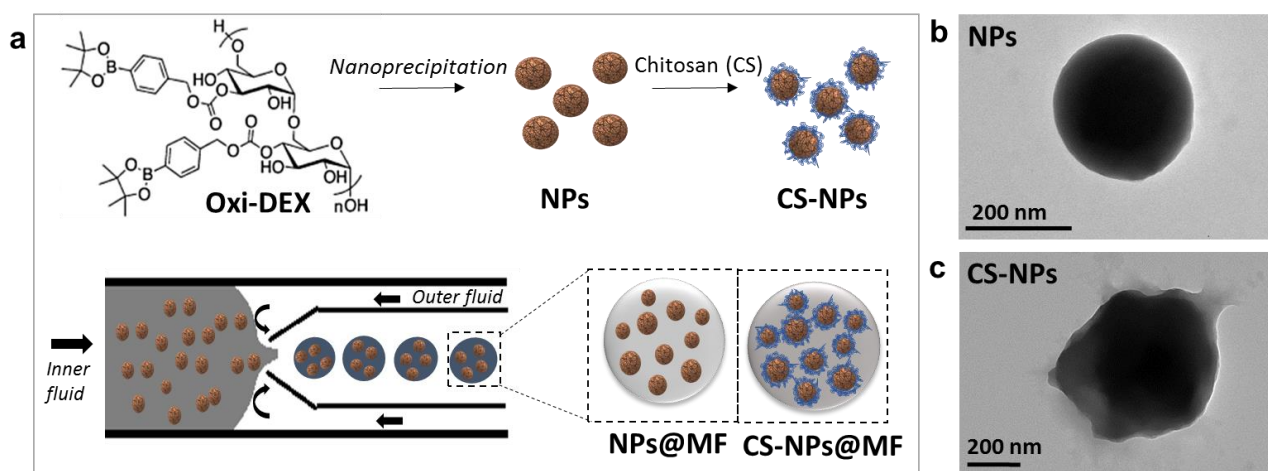 a
H
O
O
B
O
O
O
O
HO
O
OH
O
O
B
O
O
O
O
O
HO
OH
O
nOH
Oxi-DEX
Nanoprecipitation
NPs
Chitosan (CS)
CS-NPs
Inner
fluid
Outer fluid
NPs@MF
CS-NPs@MF
b
NPs
200 nm
c
CS-NPs
200 nm